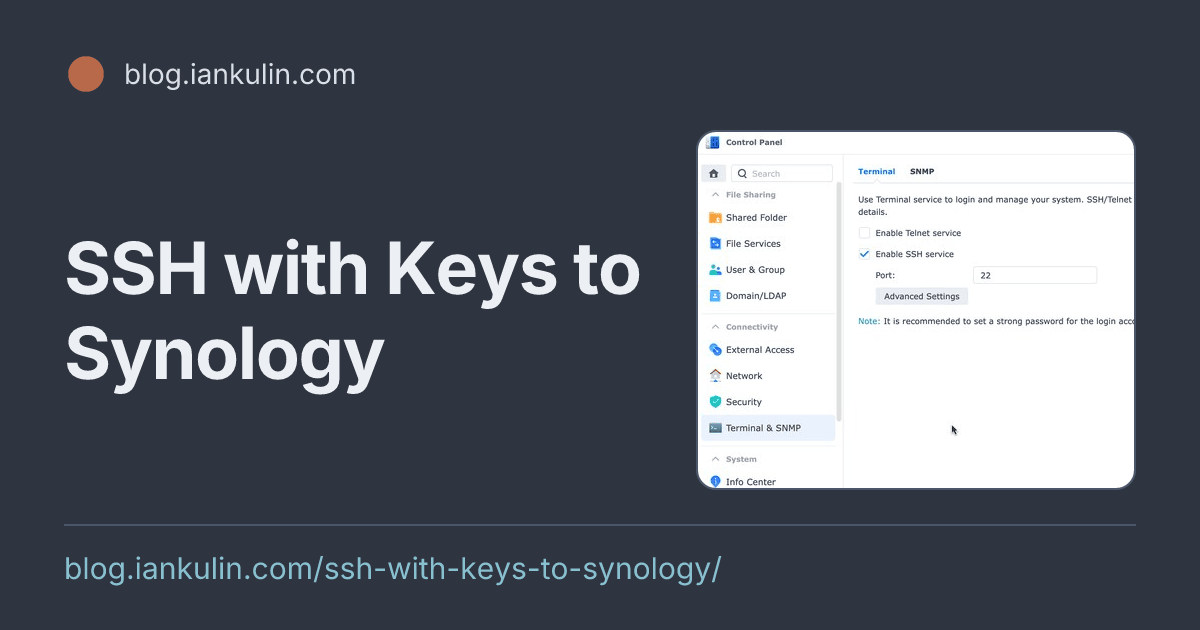 blog.iankulin.com
SSH with Keys to
Synology
Control Panel
Search
File Sharing
Shared Folder
File Services
User & Group
Domain/LDAP
Connectivity
External Access
Network
Security
Terminal & SNMP
System
Info Center
Terminal SNMP
Use Terminal service to login and manage your system. SSH/Telnet
details.
Enable Telnet service
Enable SSH service
Port: 22
Advanced Settings
Note: It is recommended to set a strong password for the login
blog.iankulin.com/ssh-with-keys-to-synology/